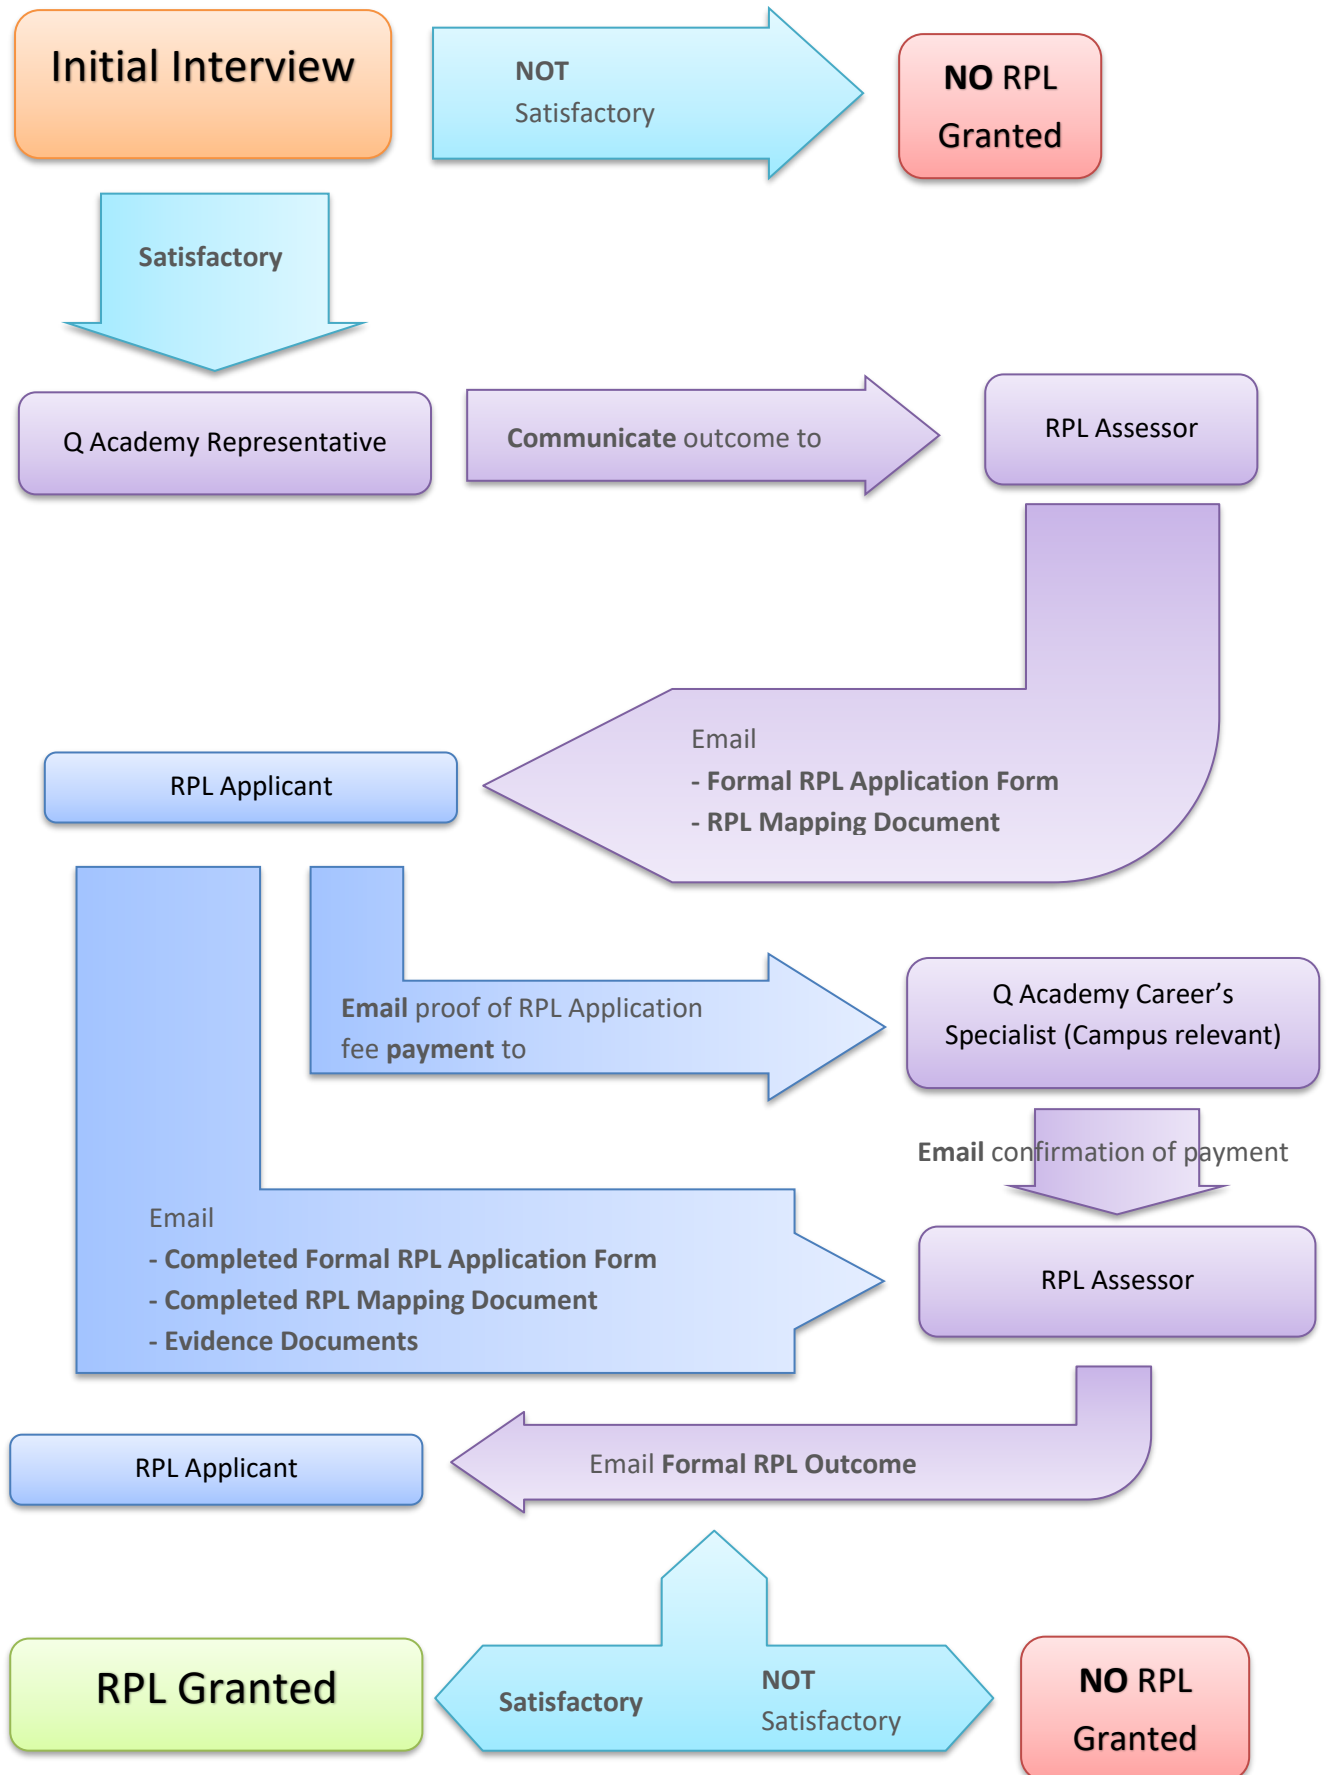 Initial Interview
NOT
Satisfactory
NO RPL
Granted
Satisfactory
Q Academy Representative
Communicate outcome to
RPL Assessor
Email
- Formal RPL Application Form
- RPL Mapping Document
RPL Applicant
Email proof of RPL Application
fee payment to
Q Academy Career’s
Specialist (Campus relevant)
Email confirmation of payment
Email
- Completed Formal RPL Application Form
- Completed RPL Mapping Document
- Evidence Documents
RPL Assessor
Email Formal RPL Outcome
RPL Applicant
RPL Granted
Satisfactory
NOT
Satisfactory
NO RPL
Granted